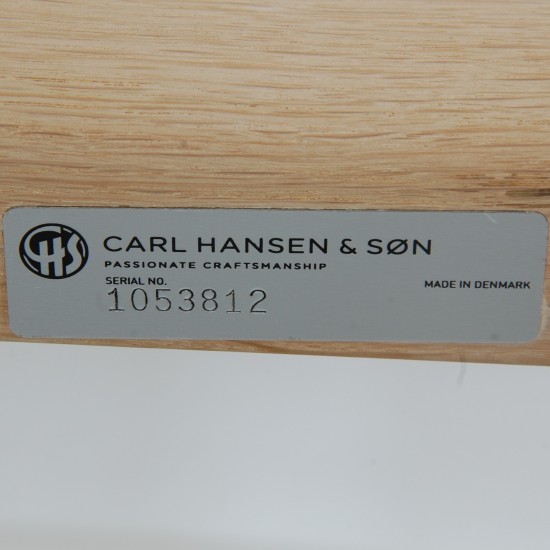 CHS
CARL HANSEN & SØN
PASSIONATE CRAFTSMANSHIP
SERIAL NO.
1053812
MADE IN DENMARK